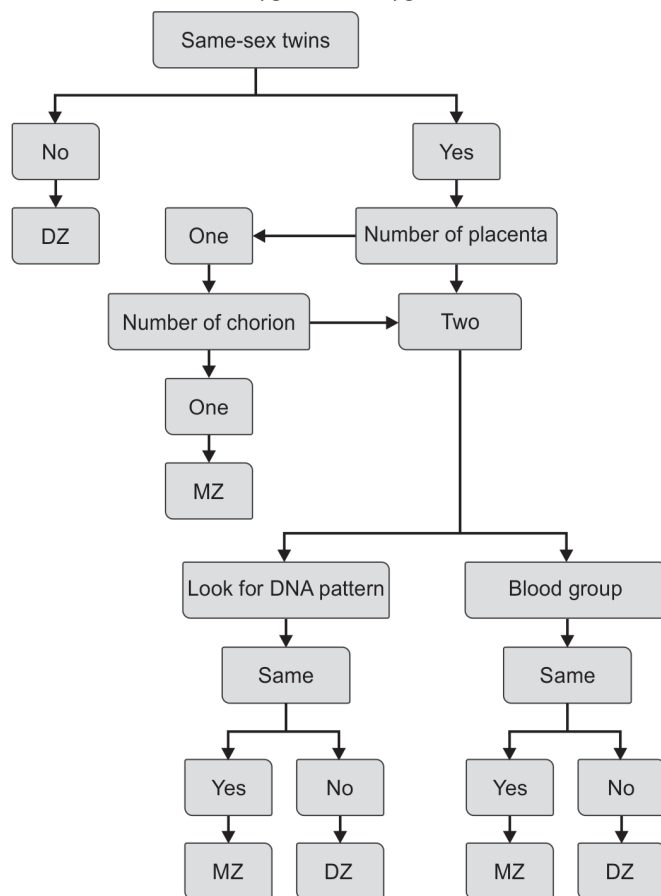 Same-sex twins
No
Yes
DZ
One
Number of placenta
Number of chorion
Two
One
MZ
Look for DNA pattern
Blood group
Same
Same
Yes
No
Yes
No
MZ
DZ
MZ
DZ